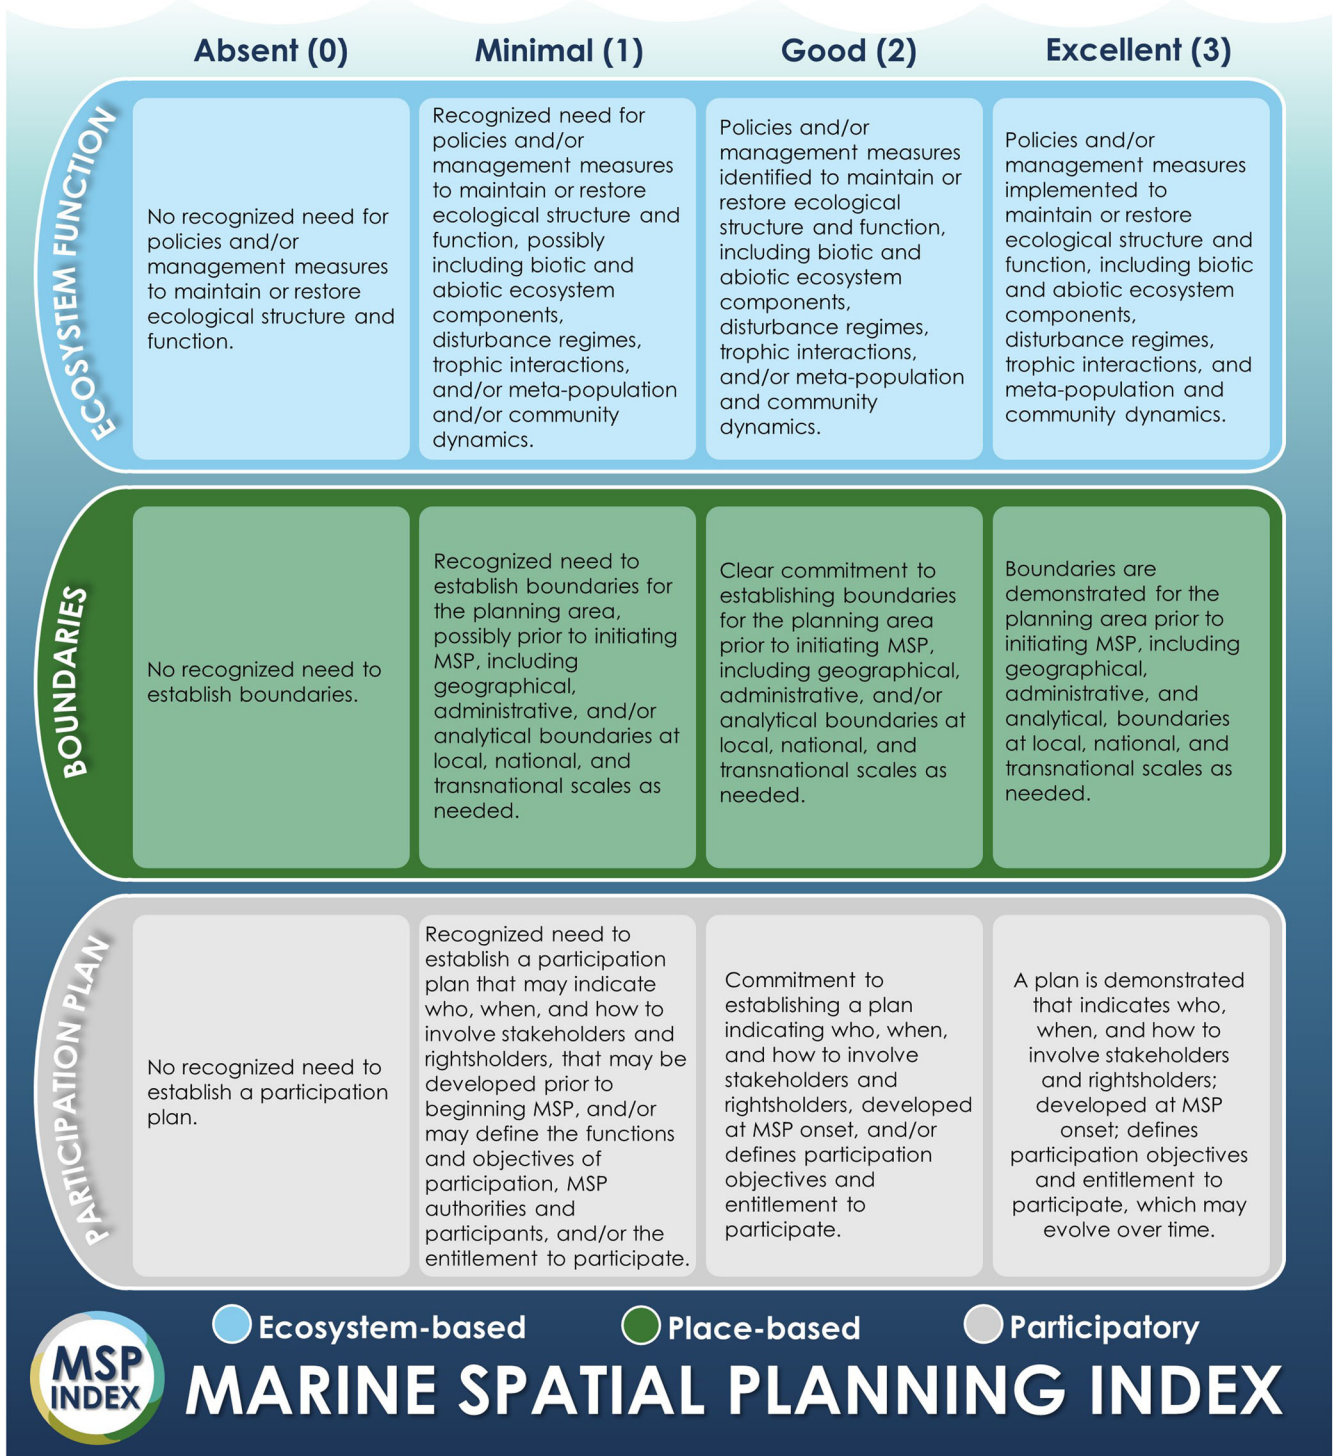 Absent (0)
Minimal (1)
Good (2)
Excellent (3)
ECOSYSTEM FUNCTION
No recognized need for
policies and/or
management measures
to maintain or restore
ecological structure and
function.
Recognized need for
policies and/or
management measures
to maintain or restore
ecological structure and
function, possibly
including biotic and
abiotic ecosystem
components,
disturbance regimes,
trophic interactions,
and/or meta-population
and/or community
dynamics.
Policies and/or
management measures
identified to maintain or
restore ecological
structure and function,
including biotic and
abiotic ecosystem
components,
disturbance regimes,
trophic interactions,
and/or meta-population
and community
dynamics.
Policies and/or
management measures
implemented to
maintain or restore
ecological structure and
function, including biotic
and abiotic ecosystem
components,
disturbance regimes,
trophic interactions, and
meta-population and
community dynamics.
BOUNDARIES
No recognized need to
establish boundaries.
Recognized need to
establish boundaries for
the planning area,
possibly prior to initiating
MSP, including
geographical,
administrative, and/or
analytical boundaries at
local, national, and
transnational scales as
needed.
Clear commitment to
establishing boundaries
for the planning area
prior to initiating MSP,
including geographical,
administrative, and/or
analytical boundaries at
local, national, and
transnational scales as
needed.
Boundaries are
demonstrated for the
planning area prior to
initiating MSP, including
geographical,
administrative, and
analytical, boundaries
at local, national, and
transnational scales as
needed.
PARTICIPATION PLAN
No recognized need to
establish a participation
plan.
Recognized need to
establish a participation
plan that may indicate
who, when, and how to
involve stakeholders and
rightsholders, that may be
developed prior to
beginning MSP, and/or
may define the functions
and objectives of
participation, MSP
authorities and
participants, and/or the
entitlement to participate.
Commitment to
establishing a plan
indicating who, when,
and how to involve
stakeholders and
rightsholders, developed
at MSP onset, and/or
defines participation
objectives and
entitlement to
participate.
A plan is demonstrated
that indicates who,
when, and how to
involve stakeholders
and rightsholders;
developed at MSP
onset; defines
participation objectives
and entitlement to
participate, which may
evolve over time.
Ecosystem-based
Place-based
Participatory
MSP
INDEX
MARINE SPATIAL PLANNING INDEX